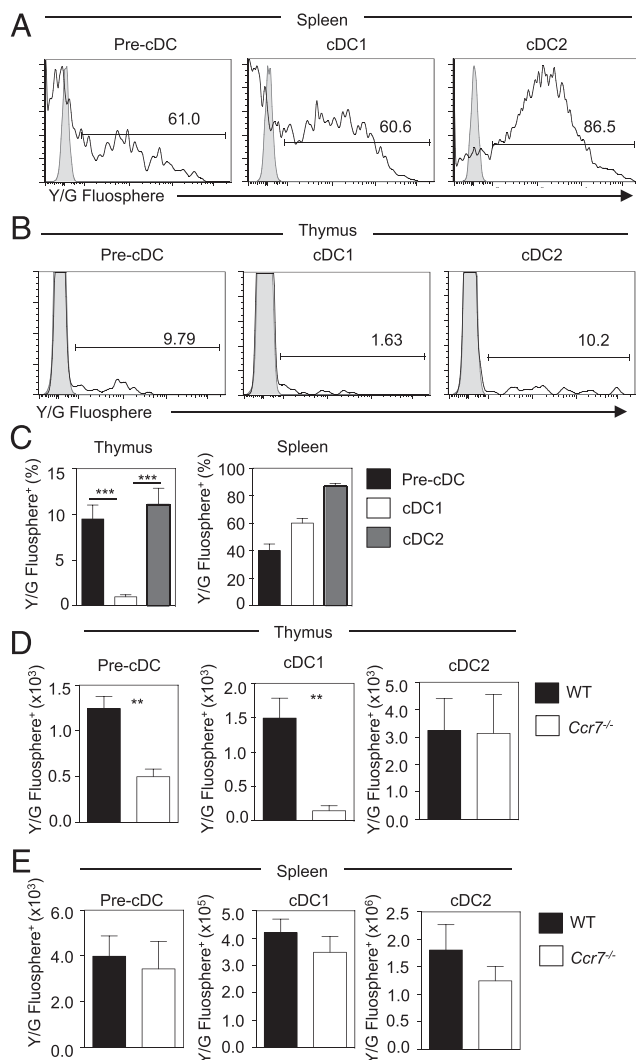 A
Spleen
Pre-cDC
cDC1
cDC2
61.0
60.6
86.5
Y/G Fluosphere
B
Thymus
Pre-cDC
cDC1
cDC2
9.79
1.63
10.2
Y/G Fluosphere
C
Thymus
Spleen
Y/G Fluosphere+ (%)
15
10
5
0
***
***
Y/G Fluosphere+ (%)
100
80
60
40
20
0
Pre-cDC
cDC1
cDC2
D
Thymus
Pre-cDC
cDC1
cDC2
Y/G Fluosphere+ (x10³)
1.5
1.0
0.5
0.0
**
Y/G Fluosphere+ (x10³)
2.0
1.5
1.0
0.5
0.0
**
Y/G Fluosphere+ (x10³)
5.0
4.0
3.0
2.0
1.0
0.0
WT
Ccr7-/-
E
Spleen
Pre-cDC
cDC1
cDC2
Y/G Fluosphere+ (x10³)
6.0
4.0
2.0
0.0
Y/G Fluosphere+ (x10⁵)
5.0
4.0
3.0
2.0
1.0
0.0
Y/G Fluosphere+ (x10⁶)
2.5
2.0
1.5
1.0
0.5
0.0
WT
Ccr7-/-